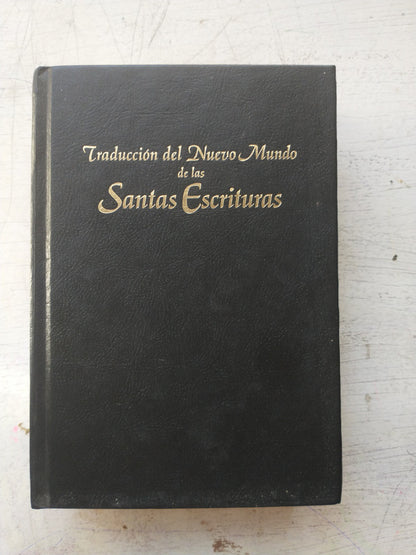 Traducción del Nuevo Mundo
de las
Santas Escrituras